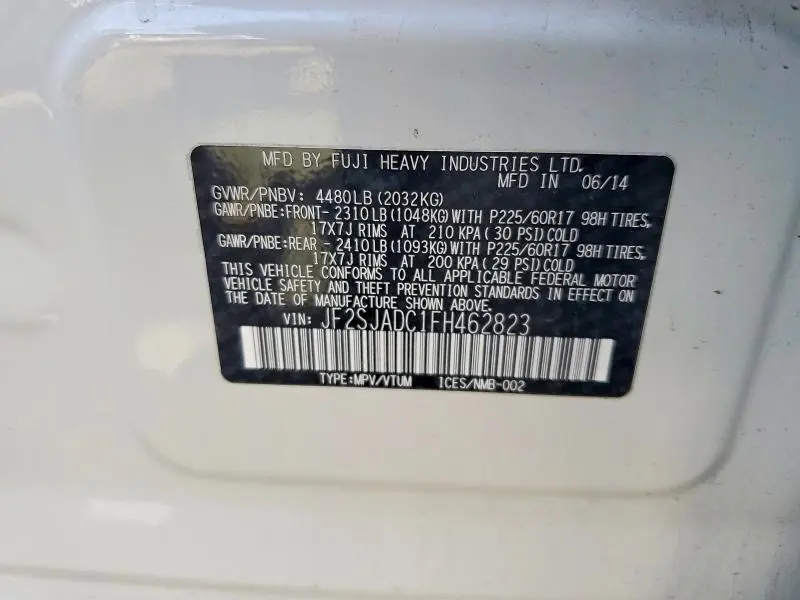 MFD BY FUJI HEAVY INDUSTRIES LTD.
MFD IN 06/14
GVWR/PNBV: 4480LB(2032KG)
GAWR/PNBE:FRONT- 2310LB(1048KG)WITH P225/60R17 98H TIRES,
17X7J RIMS AT 210 KPA( 30 PSI)COLD
GAWR/PNBE:REAR - 2410LB(1093KG)WITH P225/60R17 98H TIRES,
17X7J RIMS AT 200 KPA( 29 PSI)COLD
THIS VEHICLE CONFORMS TO ALL APPLICABLE FEDERAL MOTOR
VEHICLE SAFETY AND THEFT PREVENTION STANDARDS IN EFFECT
ON THE DATE OF MANUFACTURE SHOWN ABOVE.
VIN: JF2SJADC1FH462823
TYPE:MPV/VTUM ICES/NMB-002